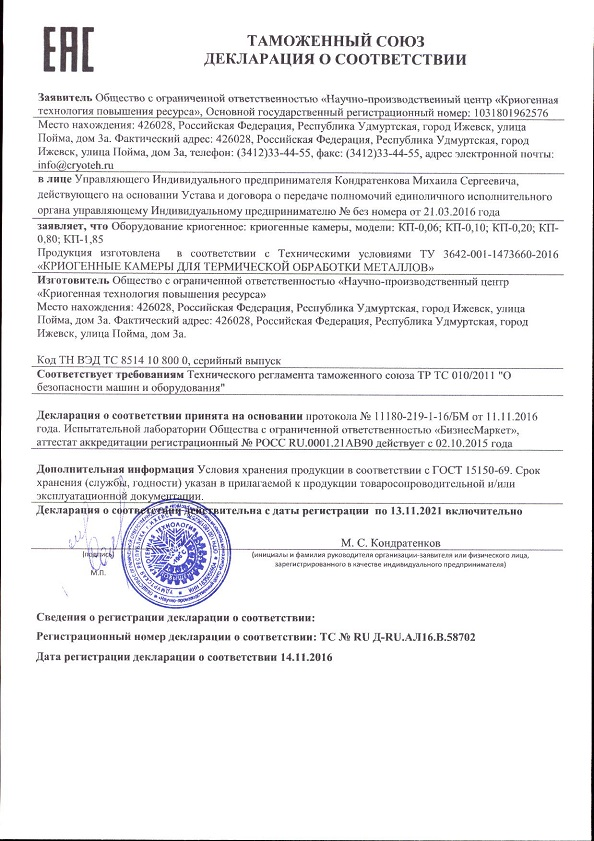 ЕАС
ТАМОЖЕННЫЙ СОЮЗ
ДЕКЛАРАЦИЯ О СООТВЕТСТВИИ
Заявитель Общество с ограниченной ответственностью «Научно-производственный центр «Криогенная
технология повышения ресурса», Основной государственный регистрационный номер: 1031801962576
Место нахождения: 426028, Российская Федерация, Республика Удмуртская, город Ижевск, улица
Пойма, дом 3а. Фактический адрес: 426028, Российская Федерация, Республика Удмуртская, город
Ижевск, улица Пойма, дом 3а, телефон: (3412)33-44-55, факс: (3412)33-44-55, адрес электронной почты:
info@cryoteh.ru
в лице Управляющего Индивидуального предпринимателя Кондратенкова Михаила Сергеевича,
действующего на основании Устава и договора о передаче полномочий единоличного исполнительного
органа управляющему Индивидуальному предпринимателю № без номера от 21.03.2016 года
заявляет, что Оборудование криогенное: криогенные камеры, модели: КП-0,06; КП-0,10; КП-0,20; КП-
0,80; КП-1,85
Продукция изготовлена в соответствии с Техническими условиями ТУ 3642-001-1473660-2016
«КРИОГЕННЫЕ КАМЕРЫ ДЛЯ ТЕРМИЧЕСКОЙ ОБРАБОТКИ МЕТАЛЛОВ»
Изготовитель Общество с ограниченной ответственностью «Научно-производственный центр
«Криогенная технология повышения ресурса»
Место нахождения: 426028, Российская Федерация, Республика Удмуртская, город Ижевск, улица
Пойма, дом 3а. Фактический адрес: 426028, Российская Федерация, Республика Удмуртская, город
Ижевск, улица Пойма, дом 3а.
Код ТН ВЭД ТС 8514 10 800 0, серийный выпуск
Соответствует требованиям Технического регламента таможенного союза ТР ТС 010/2011 "О
безопасности машин и оборудования"
Декларация о соответствии принята на основании протокола № 11180-219-1-16/БМ от 11.11.2016
года. Испытательной лаборатории Общества с ограниченной ответственностью «БизнесМаркет»,
аттестат аккредитации регистрационный № РОСС RU.0001.21АВ90 действует с 02.10.2015 года
Дополнительная информация Условия хранения продукции в соответствии с ГОСТ 15150-69. Срок
хранения (службы, годности) указан в прилагаемой к продукции товаросопроводительной и/или
эксплуатационной документации.
Декларация о соответствии действительна с даты регистрации по 13.11.2021 включительно
М. С. Кондратенков
(подпись)
(инициалы и фамилия руководителя организации-заявителя или физического лица,
зарегистрированного в качестве индивидуального предпринимателя)
М.П.
Сведения о регистрации декларации о соответствии:
Регистрационный номер декларации о соответствии: ТС № RU Д-RU.АЛ16.В.58702
Дата регистрации декларации о соответствии 14.11.2016